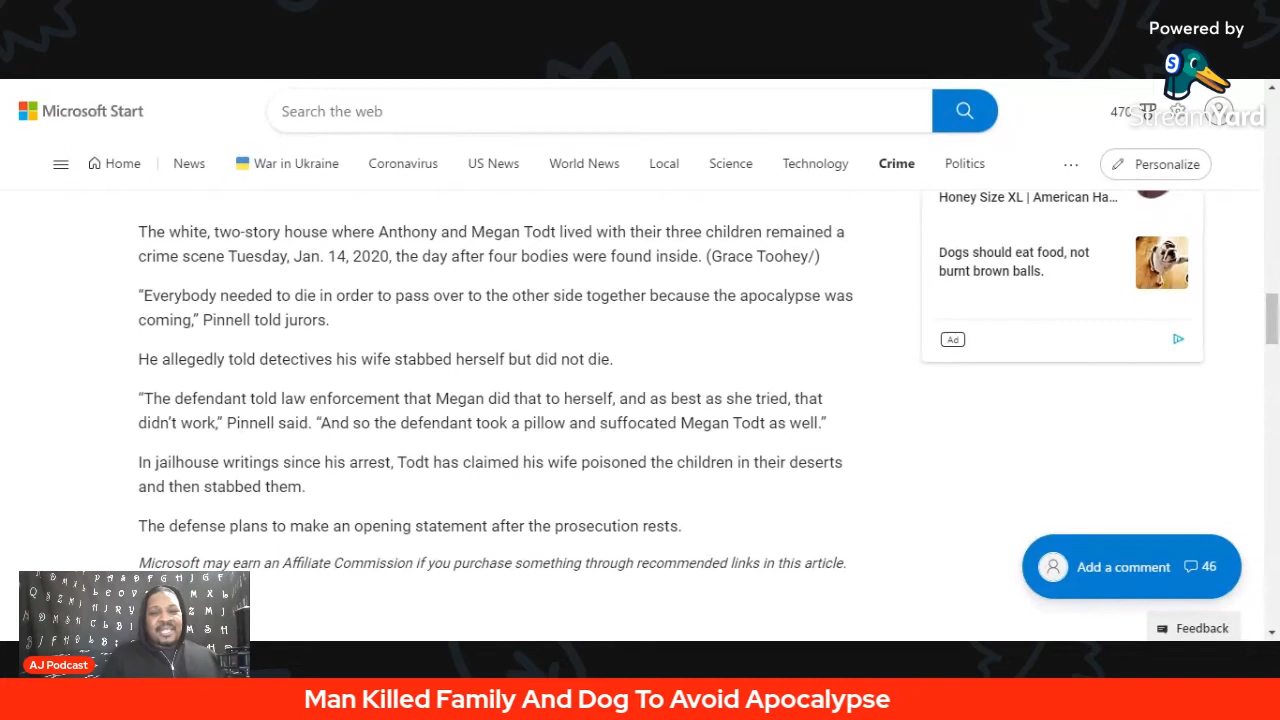 Powered by
StreamYard
Microsoft Start
Search the web
470
Home
News
War in Ukraine
Coronavirus
US News
World News
Local
Science
Technology
Crime
Politics
...
Personalize
The white, two-story house where Anthony and Megan Todt lived with their three children remained a
crime scene Tuesday, Jan. 14, 2020, the day after four bodies were found inside. (Grace Toohey/)
“Everybody needed to die in order to pass over to the other side together because the apocalypse was
coming,” Pinnell told jurors.
He allegedly told detectives his wife stabbed herself but did not die.
“The defendant told law enforcement that Megan did that to herself, and as best as she tried, that
didn’t work,” Pinnell said. “And so the defendant took a pillow and suffocated Megan Todt as well.”
In jailhouse writings since his arrest, Todt has claimed his wife poisoned the children in their deserts
and then stabbed them.
The defense plans to make an opening statement after the prosecution rests.
Microsoft may earn an Affiliate Commission if you purchase something through recommended links in this article.
Honey Size XL | American Ha...
Dogs should eat food, not
burnt brown balls.
Ad
Add a comment
46
Feedback
AJ Podcast
Man Killed Family And Dog To Avoid Apocalypse